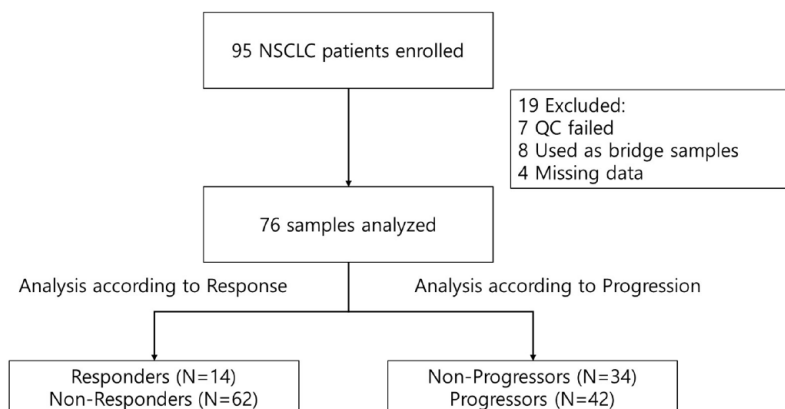 95 NSCLC patients enrolled
19 Excluded:
7 QC failed
8 Used as bridge samples
4 Missing data
76 samples analyzed
Analysis according to Response
Analysis according to Progression
Responders (N=14)
Non-Responders (N=62)
Non-Progressors (N=34)
Progressors (N=42)